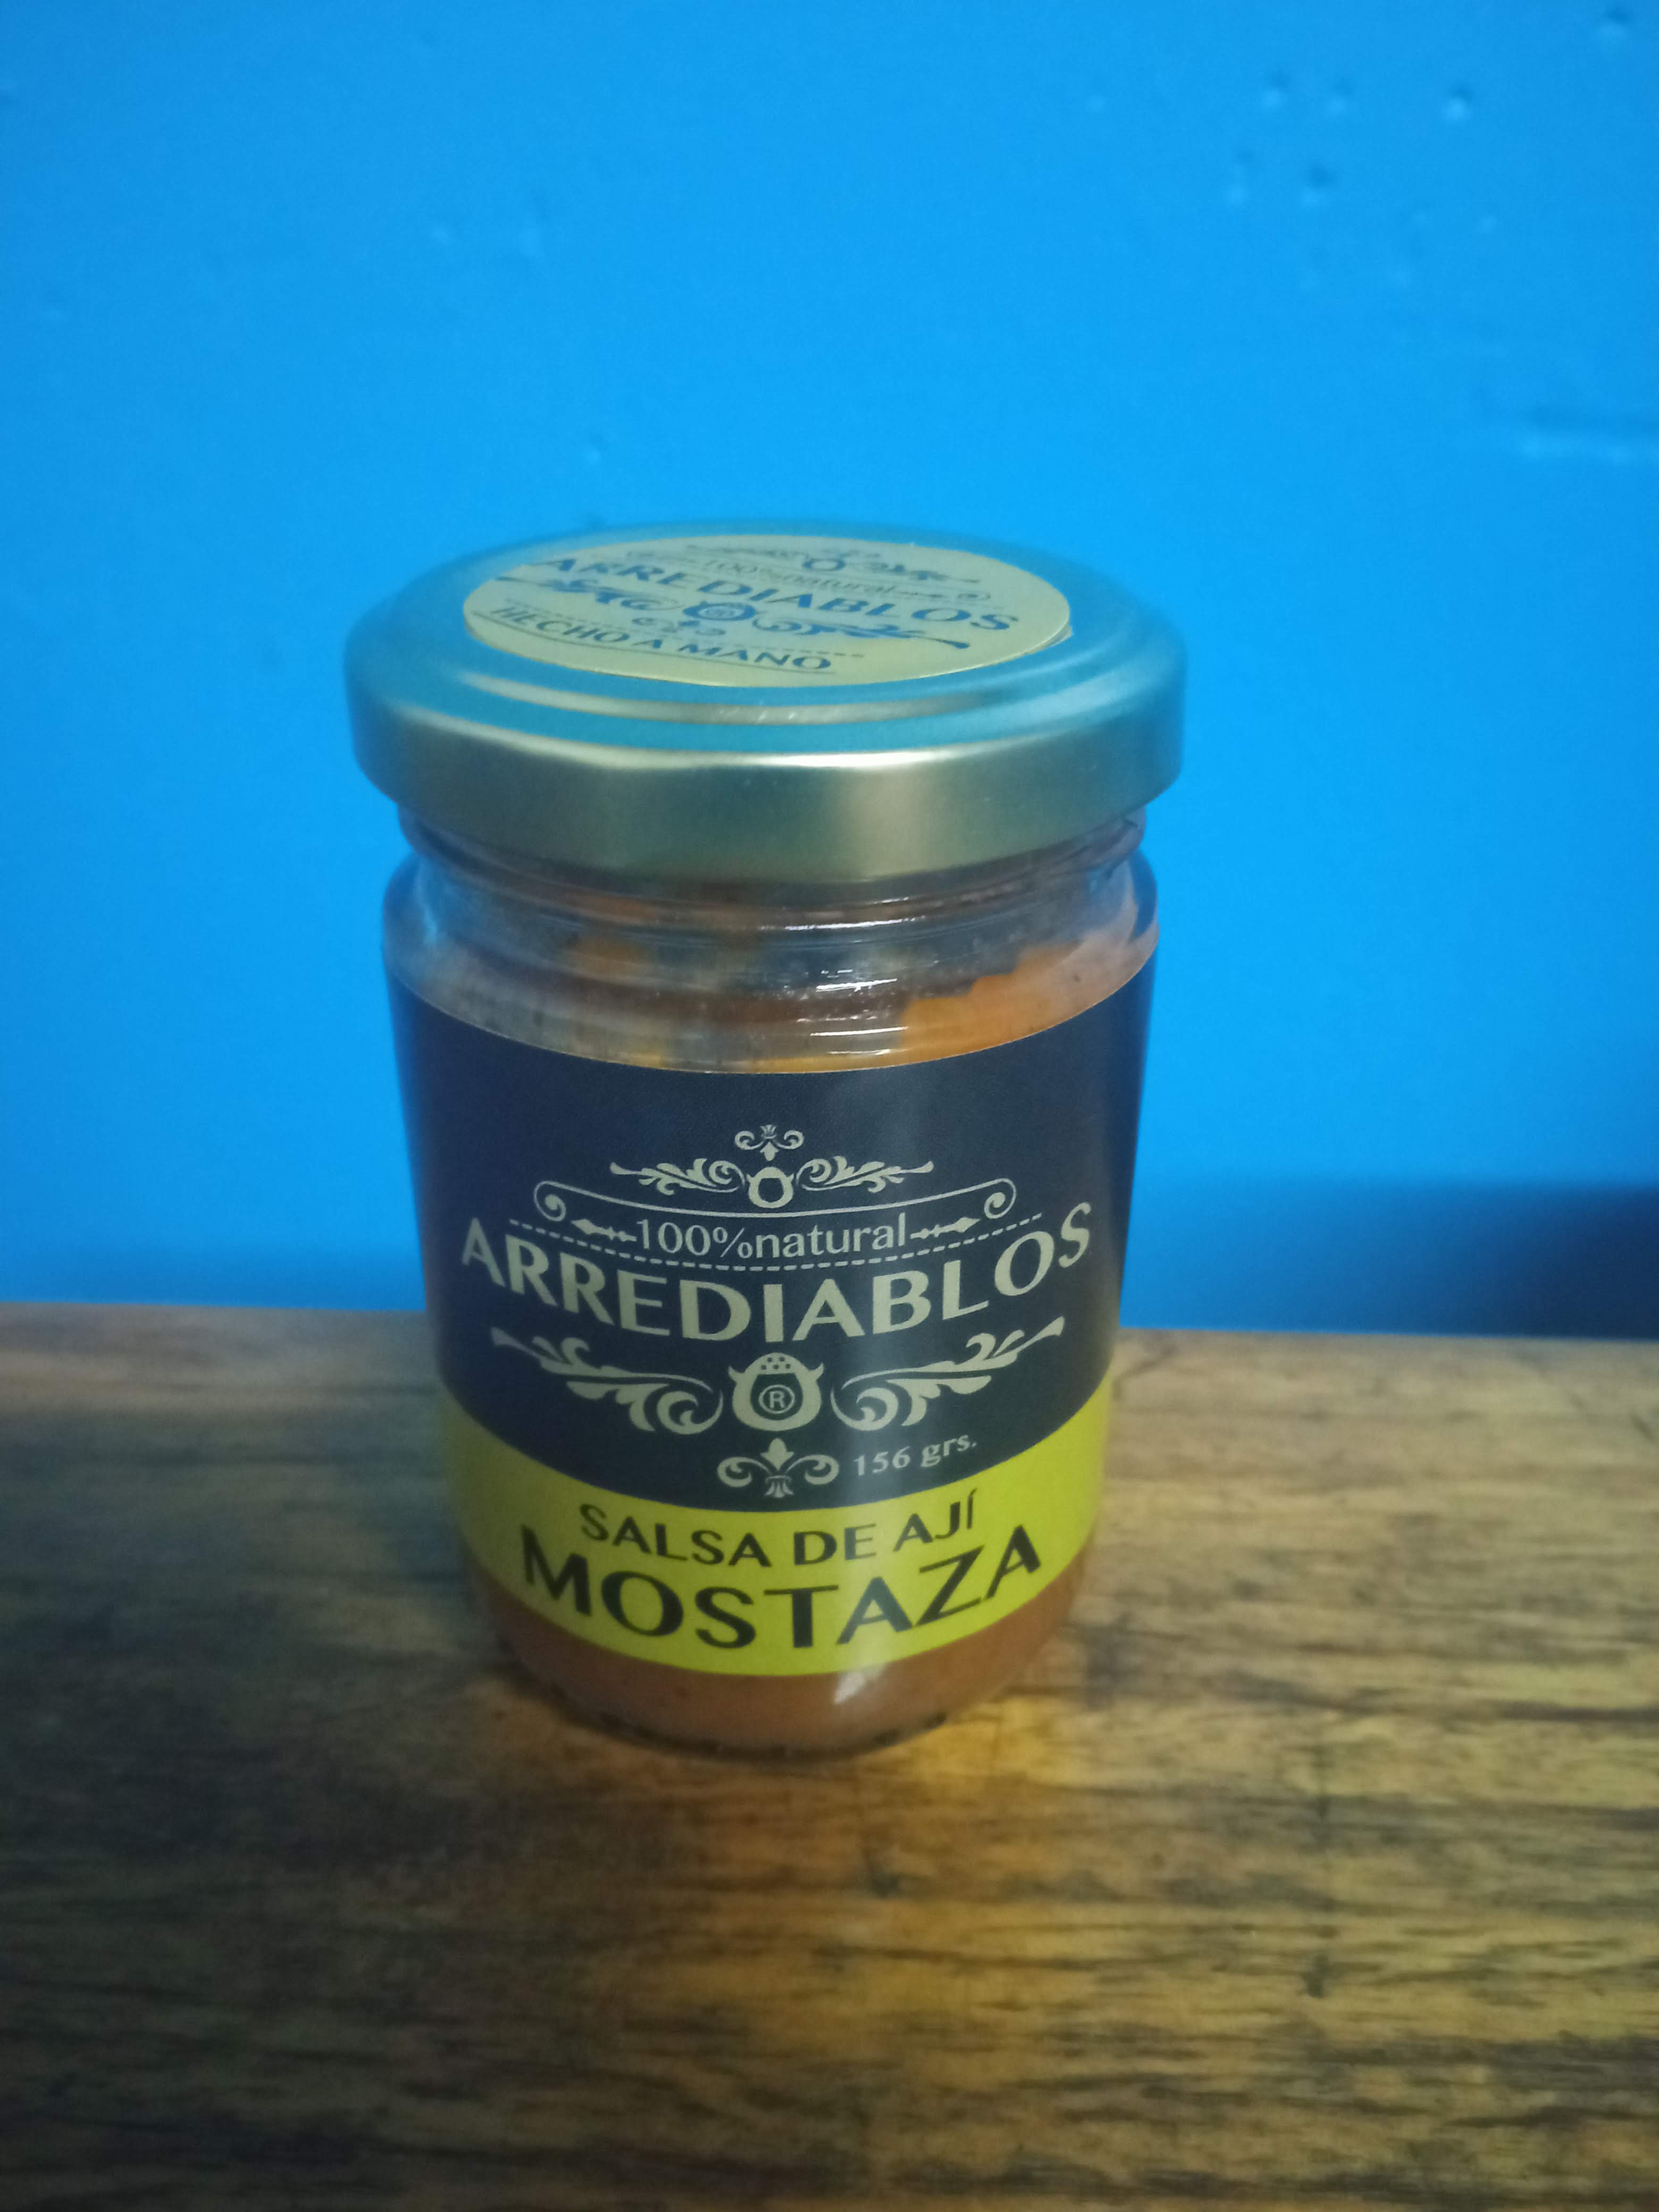 100%natural
ARREDIABLOS
HECHO A MANO
100%natural
ARREDIABLOS
®
156 grs.
SALSA DE AJÍ
MOSTAZA